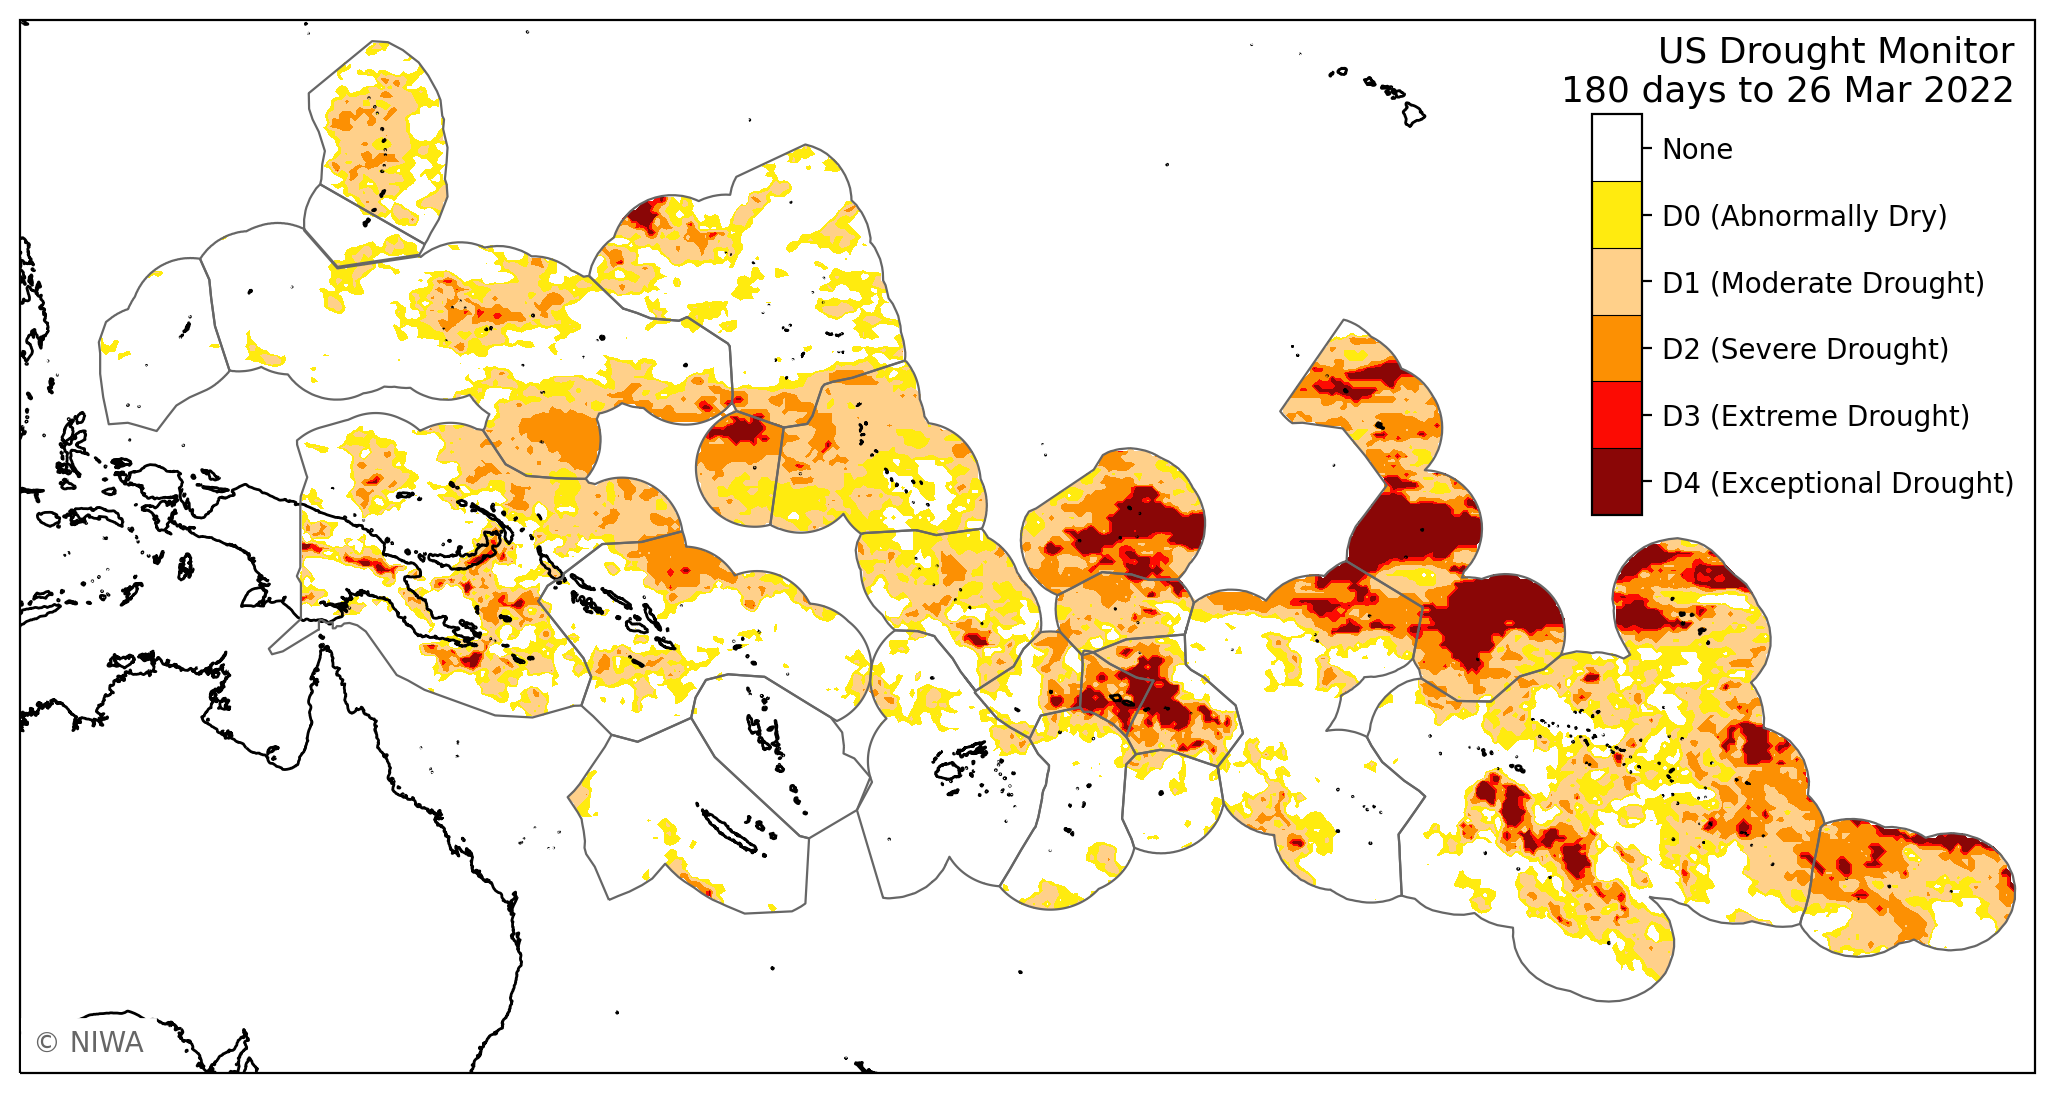 US Drought Monitor
180 days to 26 Mar 2022
None
D0 (Abnormally Dry)
D1 (Moderate Drought)
D2 (Severe Drought)
D3 (Extreme Drought)
D4 (Exceptional Drought)
© NIWA